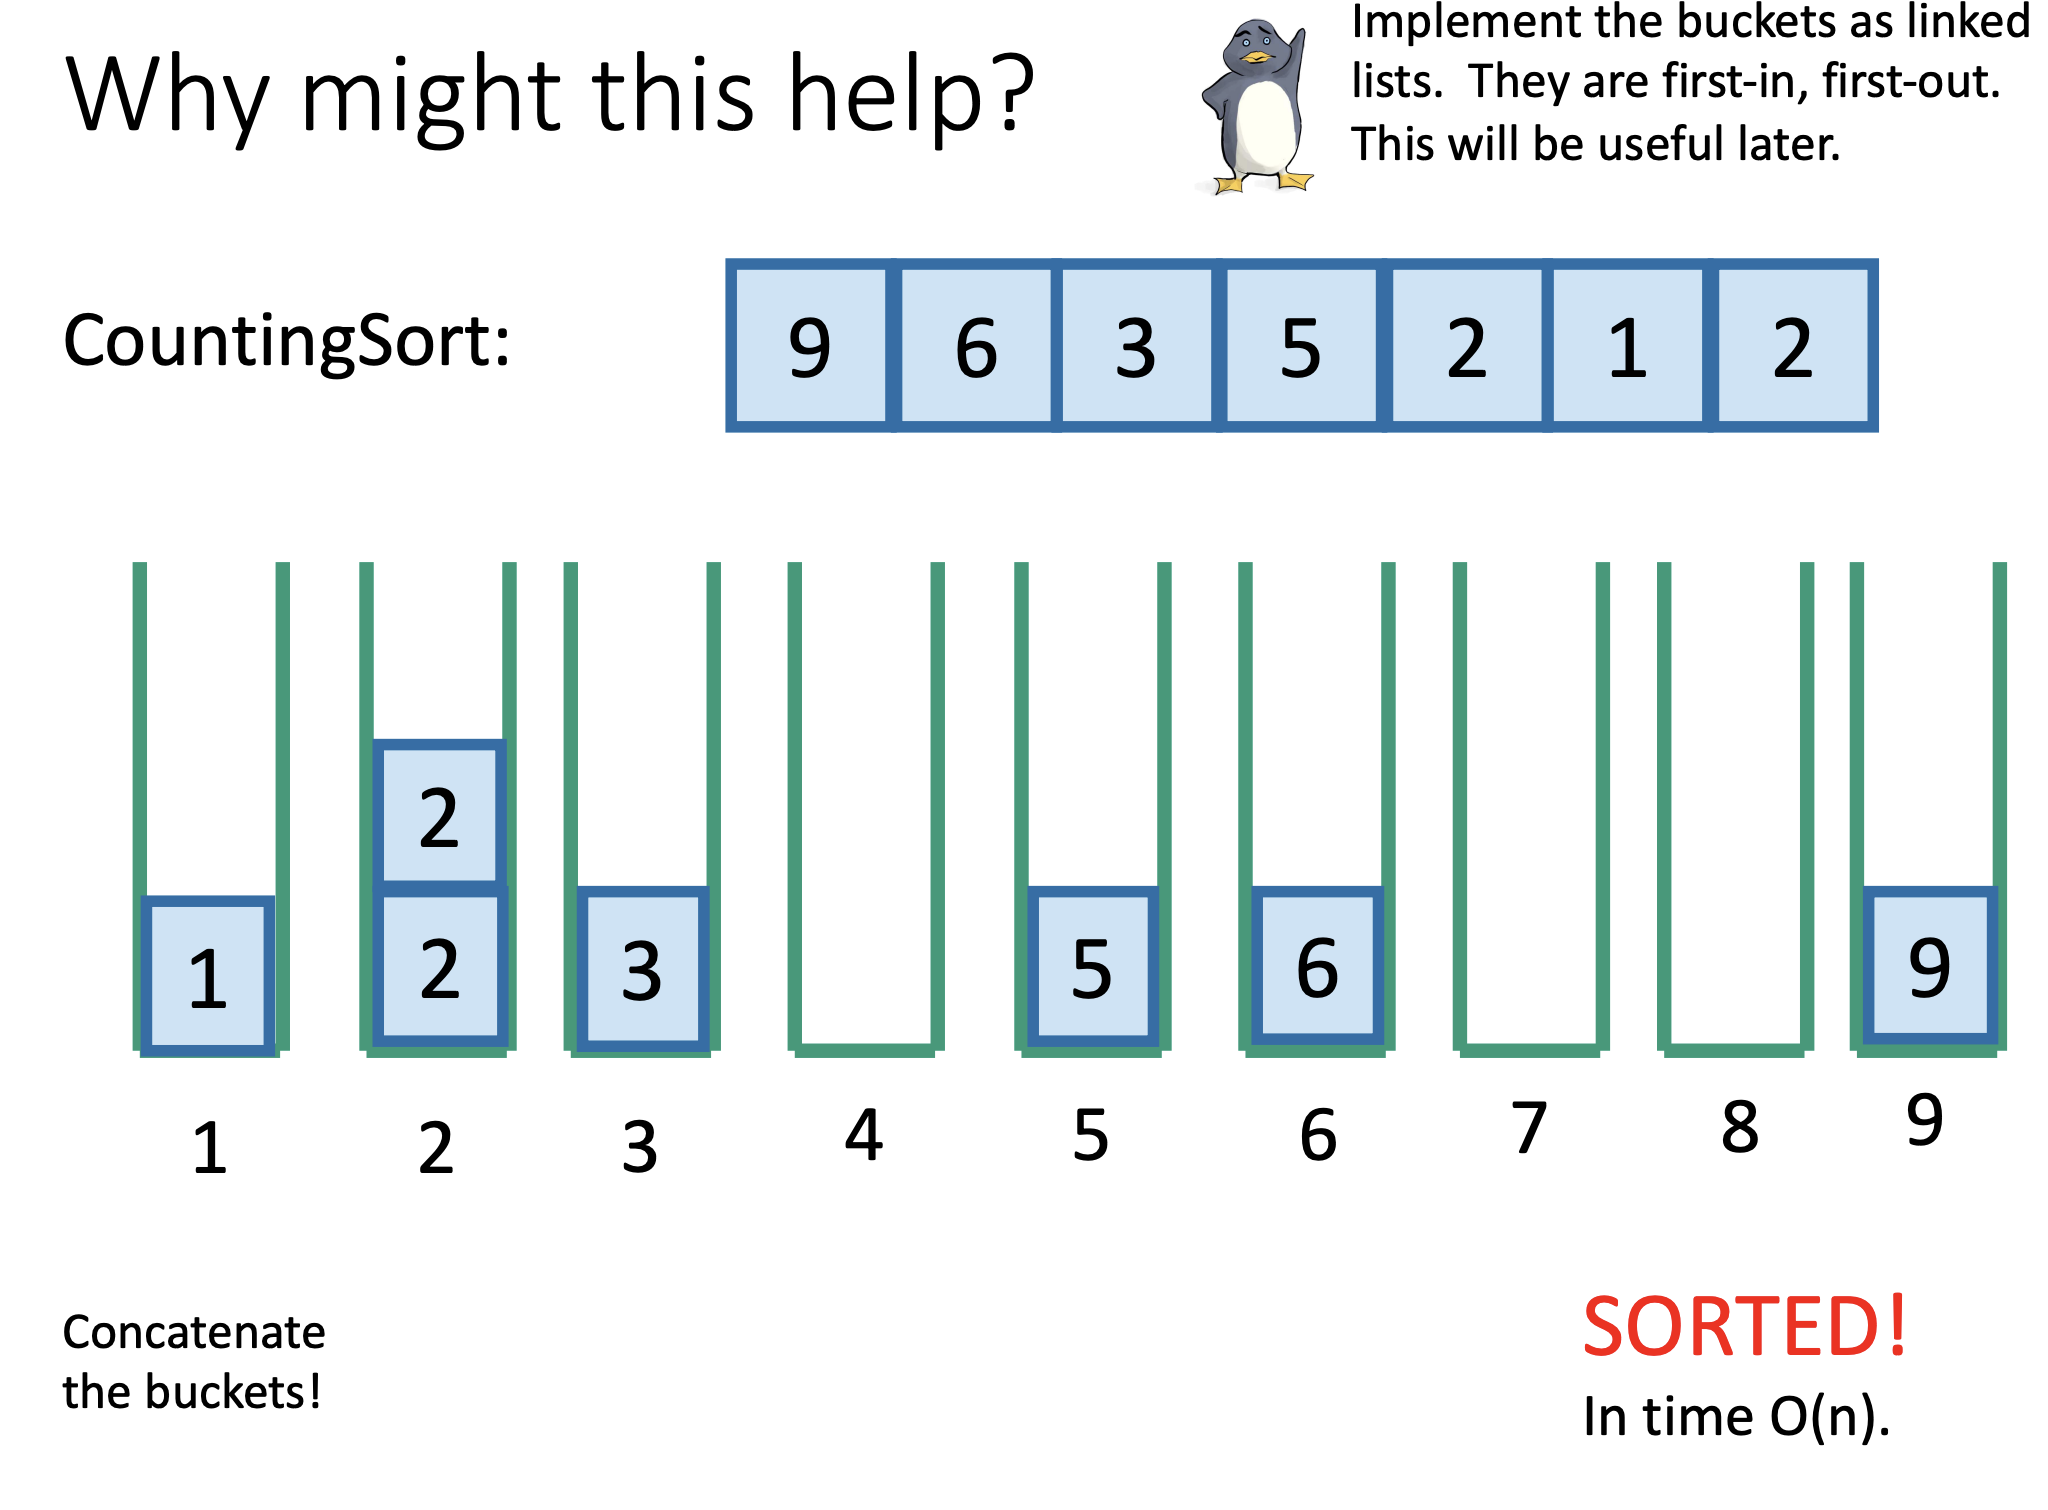 Why might this help?
Implement the buckets as linked
lists. They are first-in, first-out.
This will be useful later.
CountingSort:
9 6 3 5 2 1 2
2
1 2 3 5 6 9
1 2 3 4 5 6 7 8 9
Concatenate
the buckets!
SORTED!
In time O(n).